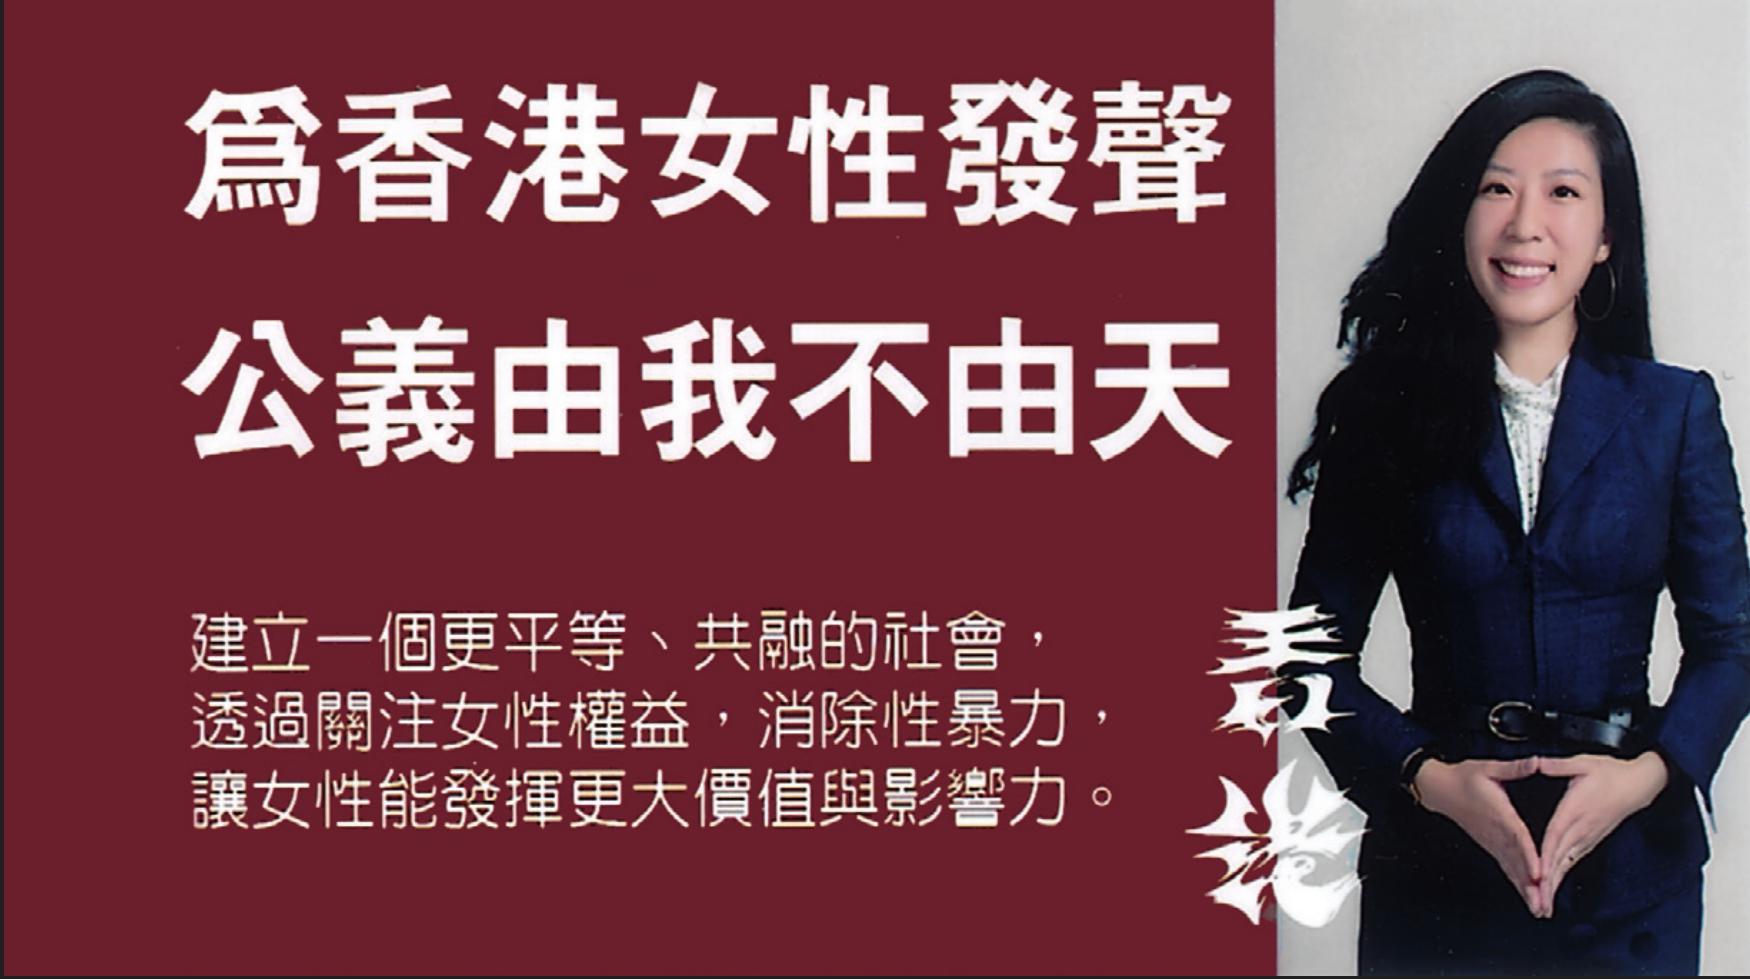 爲香港女性發聲
公義由我不由天
建立一個更平等、共融的社會，
透過關注女性權益，消除性暴力，
讓女性能發揮更大價值與影響力。
香港